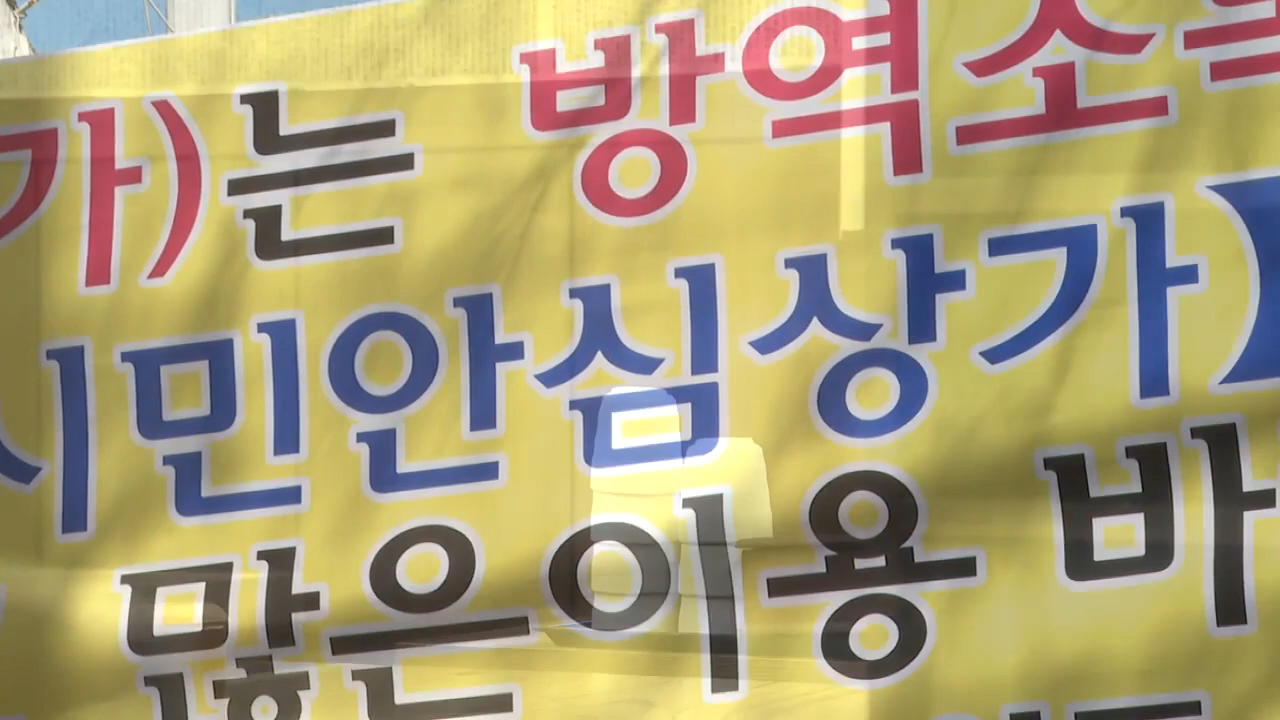 가)는 방역소
시민안심상가
많은이용 바